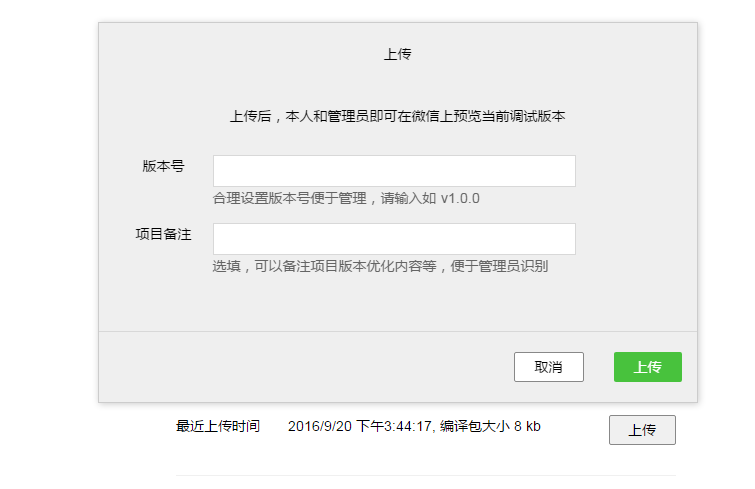 上传
上传后，本人和管理员即可在微信上预览当前调试版本
版本号
合理设置版本号便于管理，请输入如 v1.0.0
项目备注
选填，可以备注项目版本优化内容等，便于管理员识别
取消 上传
最近上传时间 2016/9/20 下午3:44:17, 编译包大小 8 kb 上传